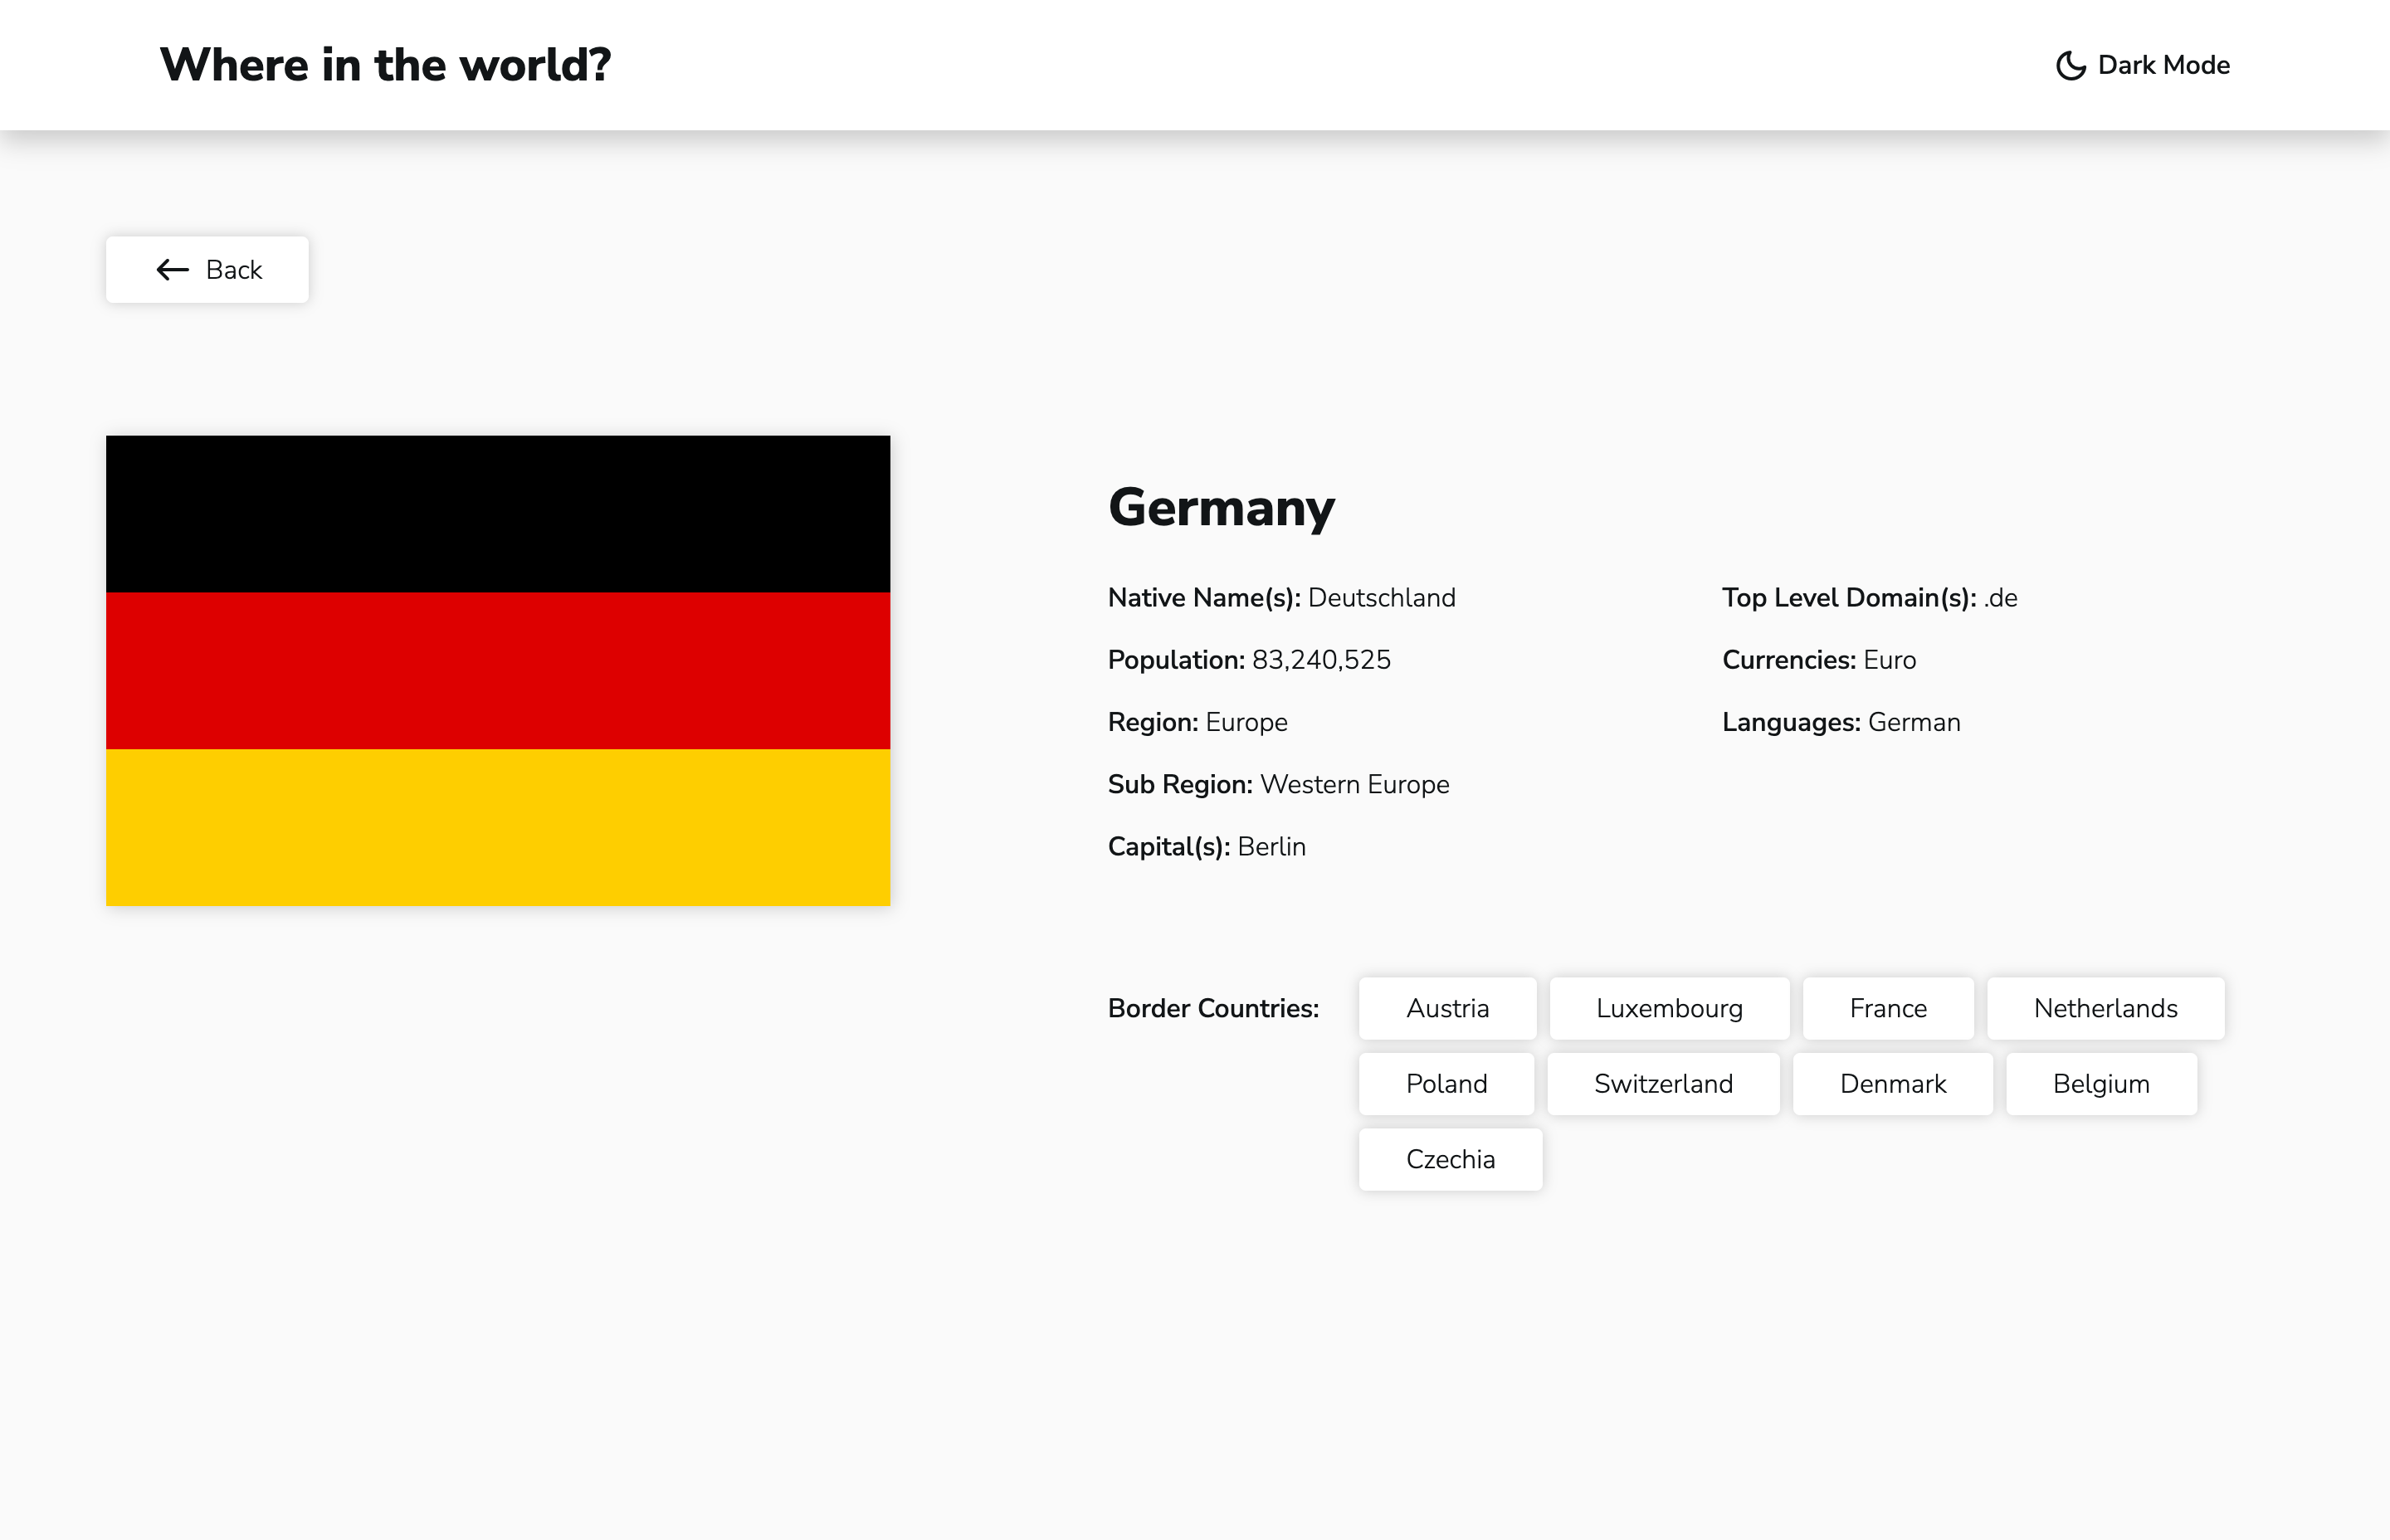 Where in the world?
Dark Mode
Back
Germany
Native Name(s): Deutschland
Population: 83,240,525
Region: Europe
Sub Region: Western Europe
Capital(s): Berlin
Top Level Domain(s): .de
Currencies: Euro
Languages: German
Border Countries:
Austria Luxembourg France Netherlands
Poland Switzerland Denmark Belgium
Czechia